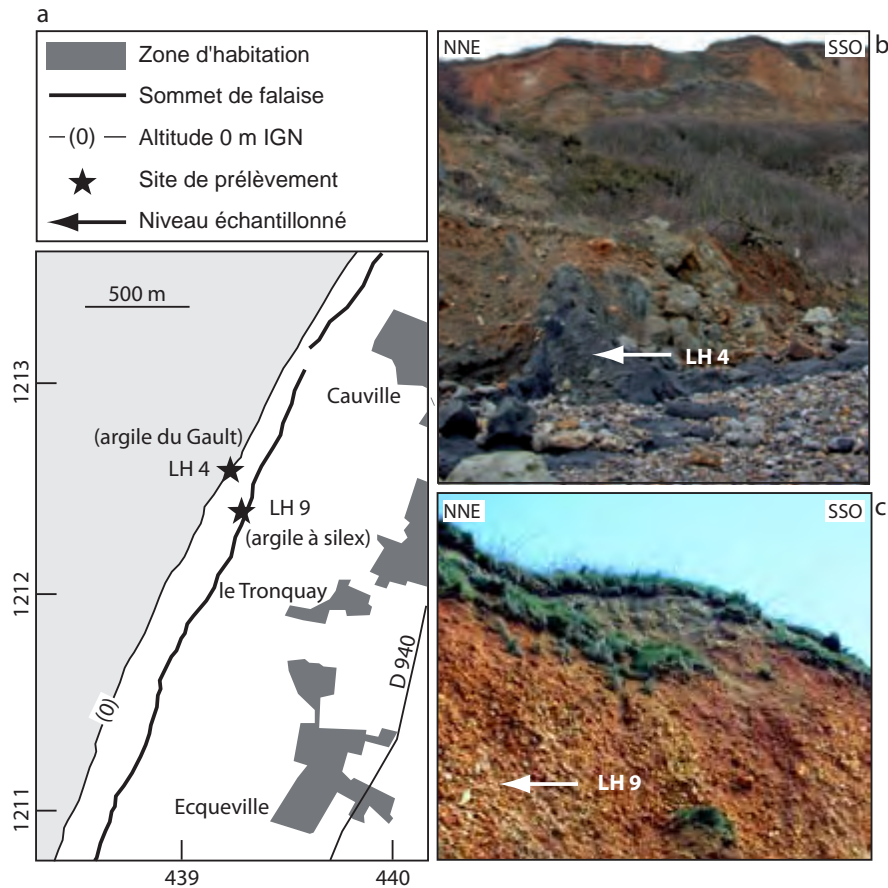 a
Zone d'habitation
Sommet de falaise
(0) Altitude 0 m IGN
Site de prélèvement
Niveau échantillonné
500 m
1213
Cauville
(argile du Gault)
LH 4
LH 9
(argile à silex)
1212
le Tronquay
D 940
(0)
1211
Ecqueville
439
440
NNE
SSO
b
LH 4
NNE
SSO
c
LH 9